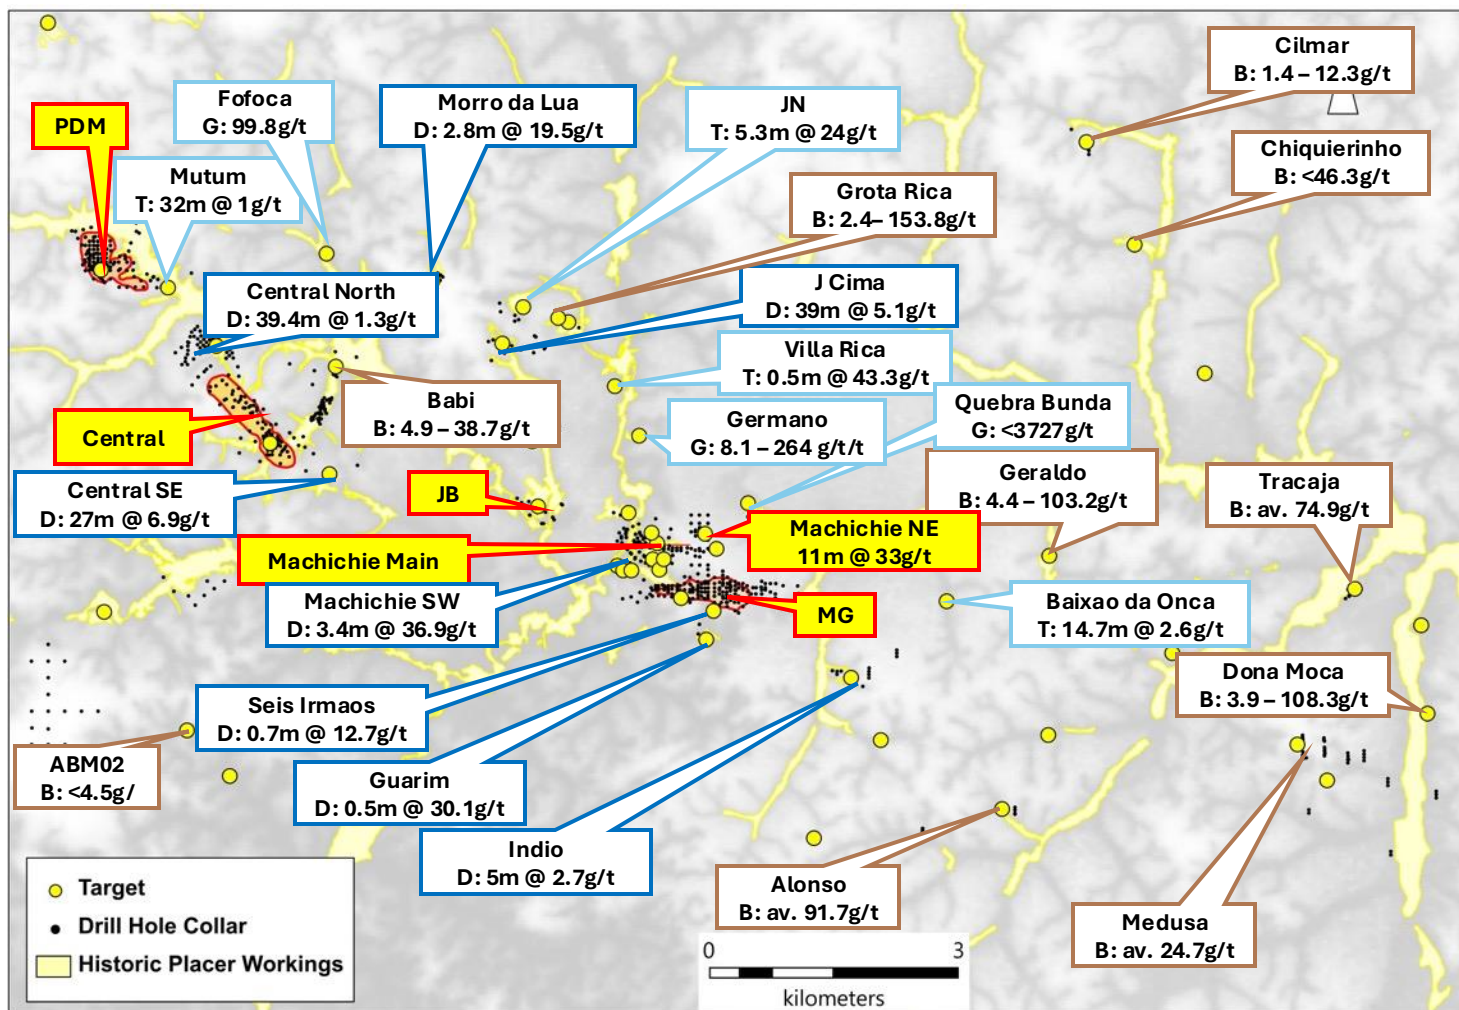 Cilmar
B: 1.4 – 12.3g/t
Fofoca
G: 99.8g/t
Morro da Lua
D: 2.8m @ 19.5g/t
JN
T: 5.3m @ 24g/t
PDM
Chiquierinho
B: <46.3g/t
Mutum
T: 32m @ 1g/t
Grota Rica
B: 2.4– 153.8g/t
Central North
D: 39.4m @ 1.3g/t
J Cima
D: 39m @ 5.1g/t
Villa Rica
T: 0.5m @ 43.3g/t
Babi
B: 4.9 – 38.7g/t
Quebra Bunda
G: <3727g/t
Germano
G: 8.1 – 264 g/t/t
Central
Geraldo
B: 4.4 – 103.2g/t
Tracaja
B: av. 74.9g/t
Central SE
D: 27m @ 6.9g/t
JB
Machichie NE
11m @ 33g/t
Machichie Main
Machichie SW
D: 3.4m @ 36.9g/t
MG
Baixao da Onca
T: 14.7m @ 2.6g/t
Dona Moca
B: 3.9 – 108.3g/t
Seis Irmaos
D: 0.7m @ 12.7g/t
ABM02
B: <4.5g/
Guarim
D: 0.5m @ 30.1g/t
Indio
D: 5m @ 2.7g/t
Alonso
B: av. 91.7g/t
Medusa
B: av. 24.7g/t
Target
Drill Hole Collar
Historic Placer Workings
0 3
kilometers